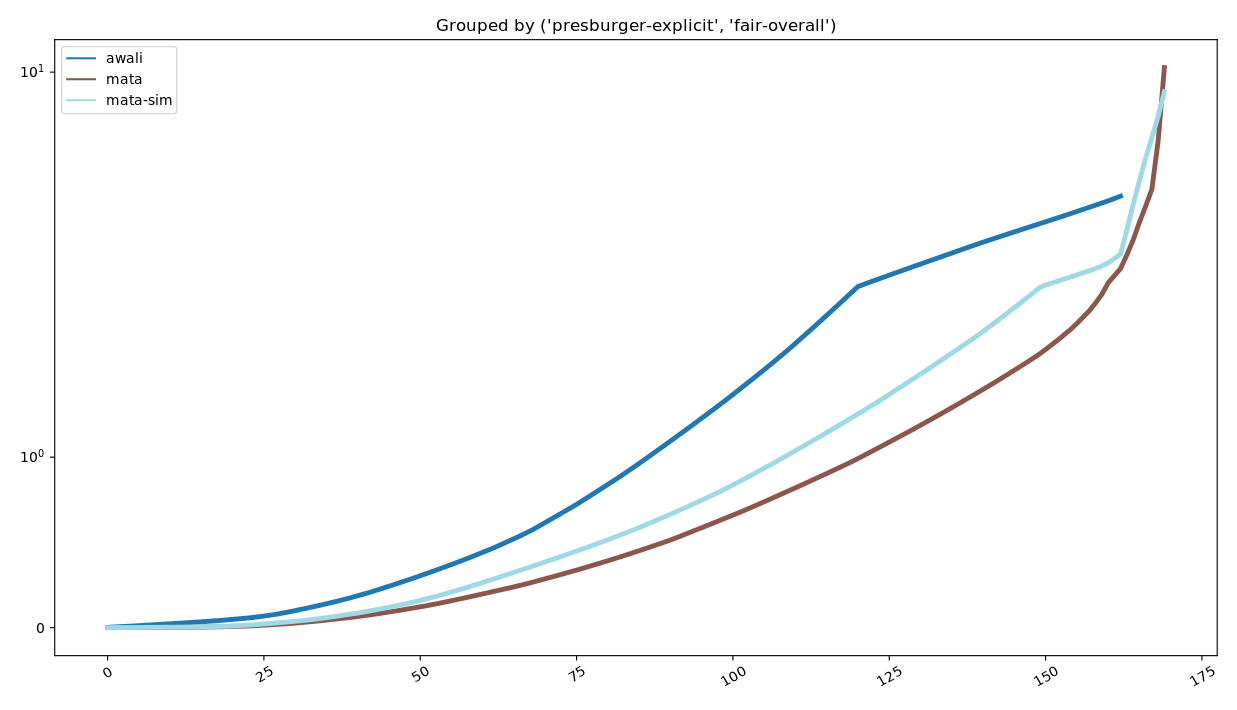 Grouped by ('presburger-explicit', 'fair-overall')
awali
mata
mata-sim
10¹
10⁰
0
0
25
50
75
100
125
150
175